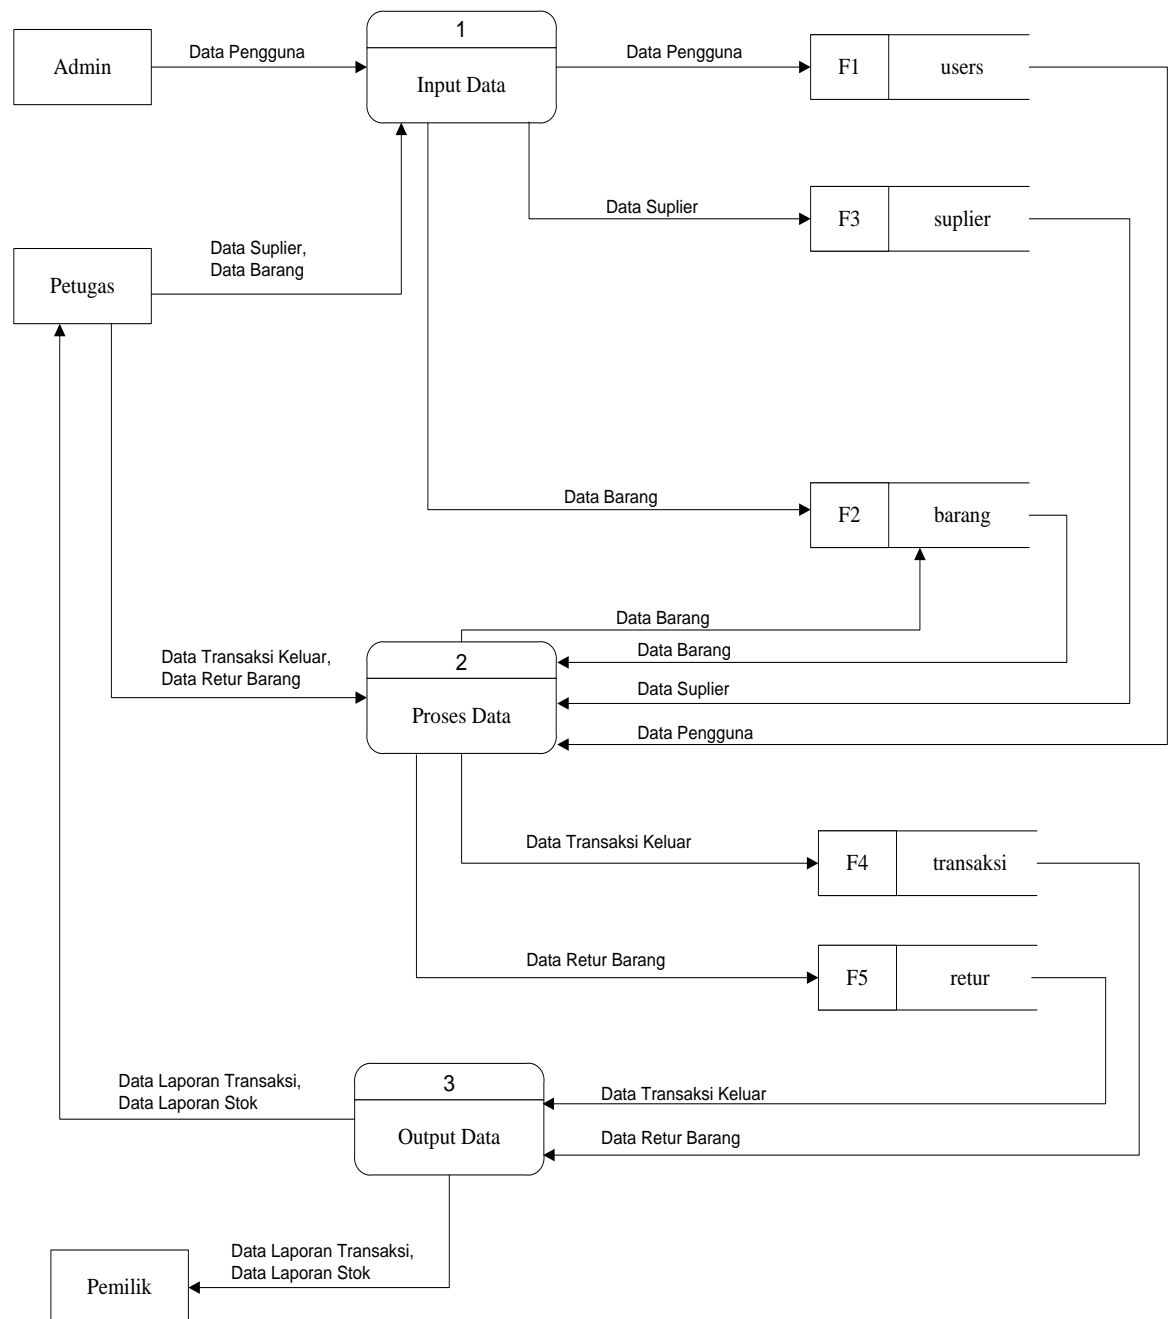 1
Admin
Data Pengguna
Input Data
Data Pengguna
F1
users
Data Suplier
F3
suplier
Petugas
Data Suplier,
Data Barang
Data Barang
F2
barang
Data Barang
Data Transaksi Keluar,
Data Retur Barang
2
Proses Data
Data Barang
Data Suplier
Data Pengguna
Data Transaksi Keluar
F4
transaksi
Data Retur Barang
F5
retur
Data Laporan Transaksi,
Data Laporan Stok
3
Output Data
Data Transaksi Keluar
Data Retur Barang
Data Laporan Transaksi,
Data Laporan Stok
Pemilik